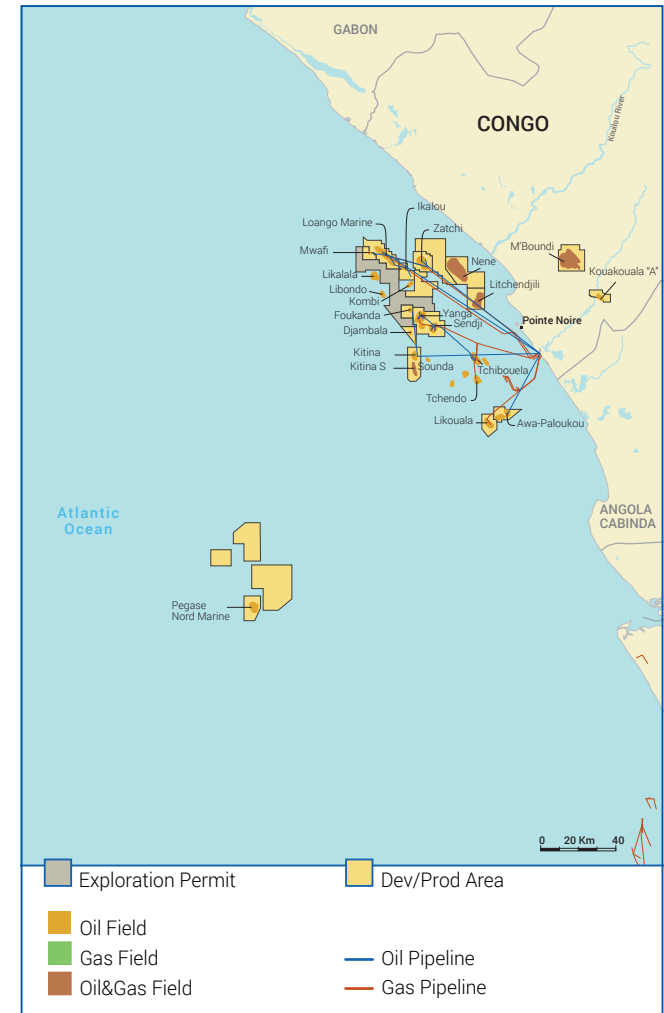 GABON
CONGO
Kouilou River
Ikalou
Loango Marine
Zatchi
Mwafi
M'Boundi
Nene
Kouakouala "A"
Likalala
Litchendjili
Libondo
Kombi
Foukanda
Yanga
Pointe Noire
Sendji
Djambala
Kitina
Kitina S
Sounda
Tchibouela
Tchendo
Likouala
Awa-Paloukou
Atlantic
Ocean
ANGOLA
CABINDA
Pegase
Nord Marine
0 20 Km 40
Exploration Permit
Dev/Prod Area
Oil Field
Gas Field
Oil Pipeline
Oil&Gas Field
Gas Pipeline